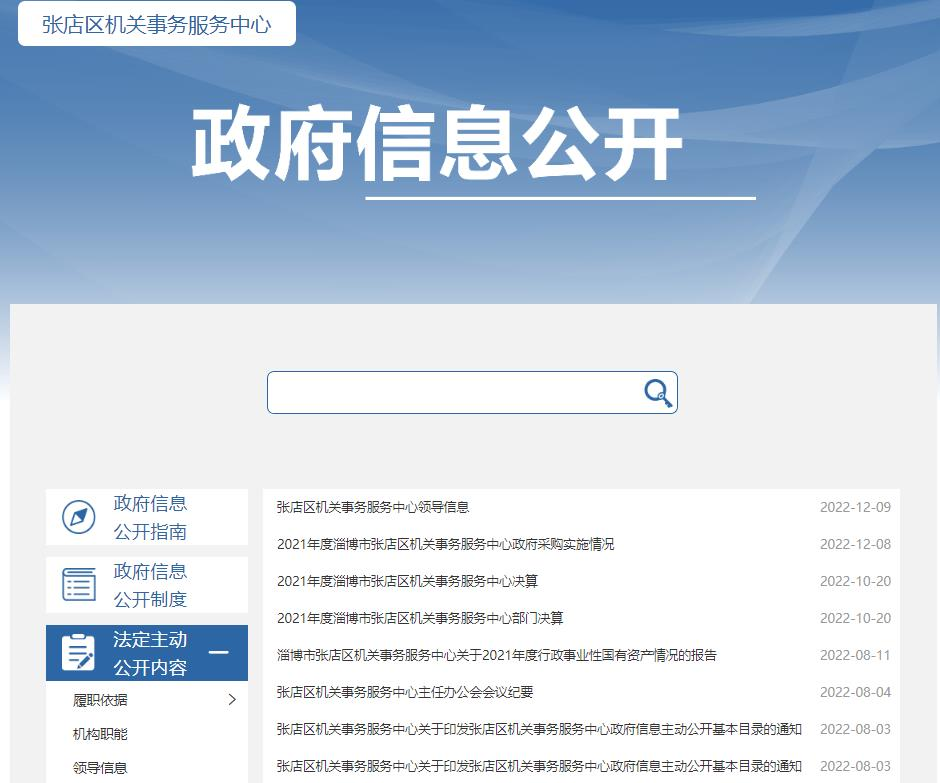 张店区机关事务服务中心
政府信息公开
政府信息
公开指南
政府信息
公开制度
法定主动
公开内容
履职依据
机构职能
领导信息
张店区机关事务服务中心领导信息 2022-12-09
2021年度淄博市张店区机关事务服务中心政府采购实施情况 2022-12-08
2021年度淄博市张店区机关事务服务中心决算 2022-10-20
2021年度淄博市张店区机关事务服务中心部门决算 2022-10-20
淄博市张店区机关事务服务中心关于2021年度行政事业性国有资产情况的报告 2022-08-11
张店区机关事务服务中心主任办公会会议纪要 2022-08-04
张店区机关事务服务中心关于印发张店区机关事务服务中心政府信息主动公开基本目录的通知 2022-08-03
张店区机关事务服务中心关于印发张店区机关事务服务中心政府信息主动公开基本目录的通知 2022-08-03